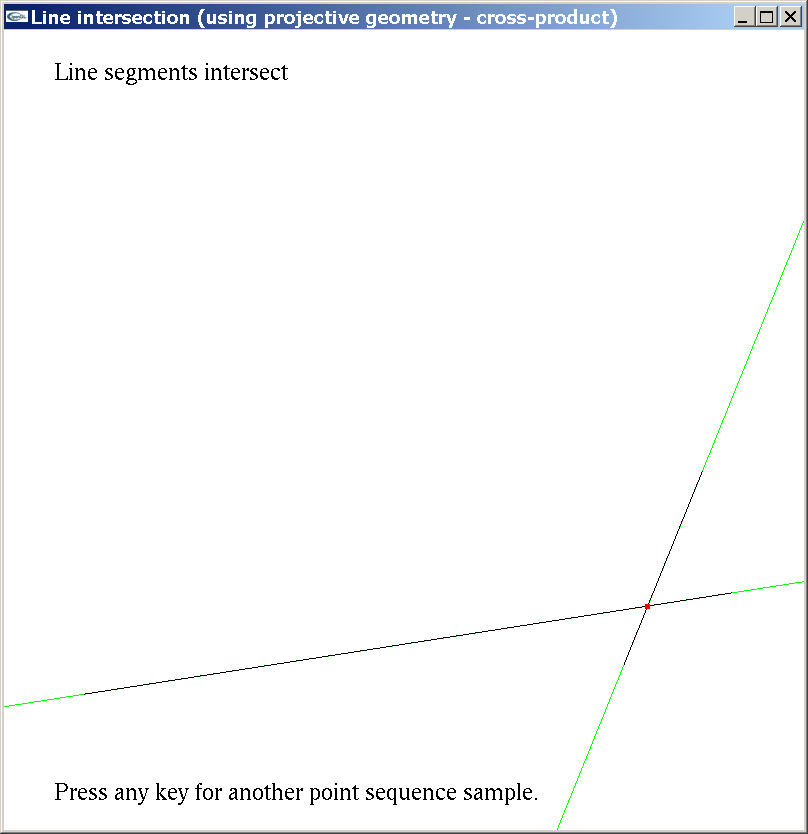 Line intersection (using projective geometry - cross-product)
Line segments intersect
Press any key for another point sequence sample.